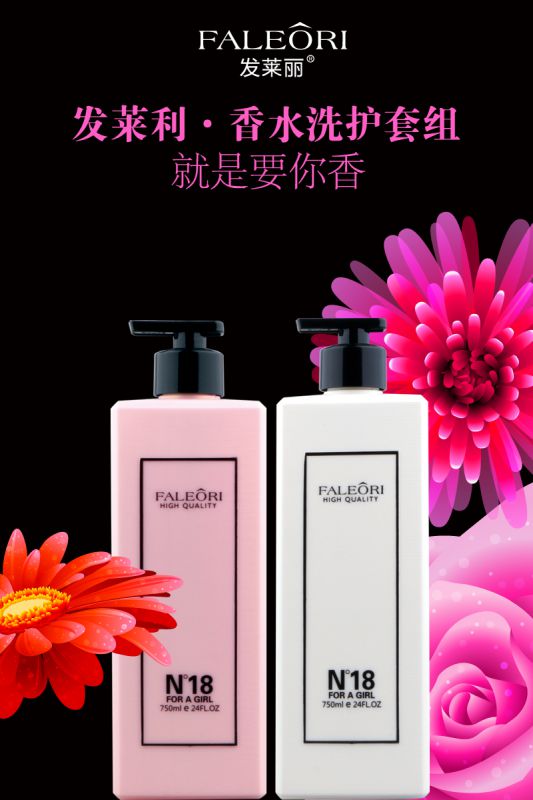 FALEÔRI
发莱丽®
发莱利·香水洗护套组
就是要你香
FALEÔRI
HIGH QUALITY
N°18
FOR A GIRL
750ml e 24FL.OZ
FALEÔRI
HIGH QUALITY
N°18
FOR A GIRL
750ml e 24FL.OZ